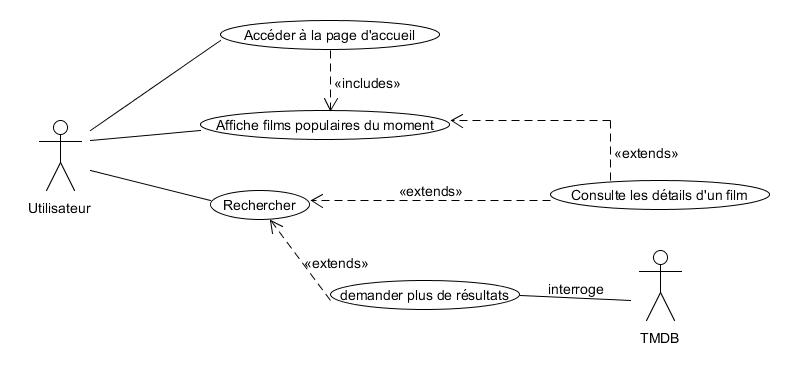 Accéder à la page d'accueil
«includes»
Affiche films populaires du moment
«extends»
Utilisateur
«extends»
Consulte les détails d'un film
Rechercher
«extends»
demander plus de résultats
interroge
TMDB